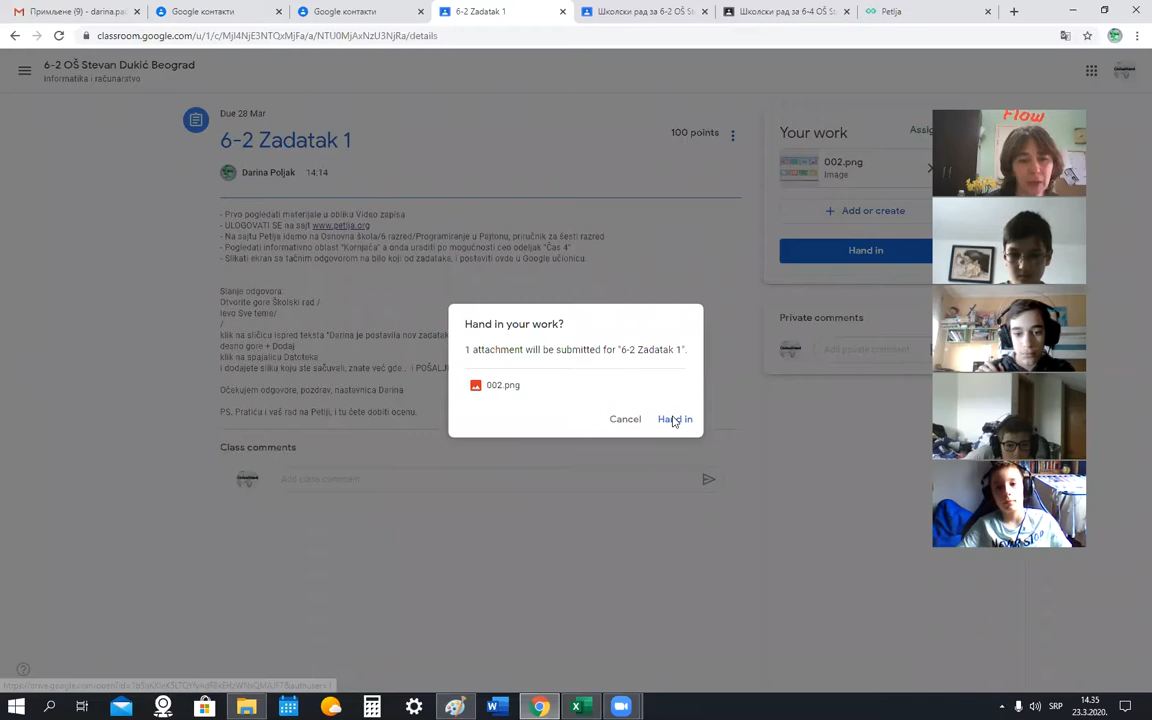 Примљене (9) - darina.pa
Google контакти
Google контакти
6-2 Zadatak 1
Школски рад за 6-2 OŠ St
Школски рад за 6-4 OŠ St
Petlja
classroom.google.com/u/1/c/MjI4NjE3NTQxMjFa/a/NTU0MjAxNzU3NjRa/details
6-2 OŠ Stevan Dukić Beograd
Informatika i računarstvo
Due 28 Mar
6-2 Zadatak 1
100 points
Darina Poljak 14:14
- Prvo pogledati materijale u obliku Video zapisa
- ULOGOVATI SE na sajt www.petlja.org
- Na sajtu Petlja idemo na Osnovna škola/6 razred/Programiranje u Pajtonu, priručnik za šesti razred
- Pogledati informativno oblast "Kornjača" a onda uraditi po mogućnosti ceo odeljak "Čas 4"
- Slikati ekran sa tačnim odgovorom na bilo koji od zadataka, i postaviti ovde u Google učionicu.
Slanje odgovora:
Otvorite gore Školski rad /
levo Sve teme/
/
klik na sličicu ispred teksta "Darina je postavila nov zadatak
desno gore + Dodaj
klik na spajalicu Datoteka
i dodajete sliku koju ste sačuvali, znate već gde... i POŠALJI
Očekujem odgovore, pozdrav, nastavnica Darina
PS. Pratiću i vaš rad na Petlji, i tu ćete dobiti ocenu.
Class comments
Add class comment
Your work
Assig
002.png
Image
Add or create
Hand in
Private comments
Add private comment
Hand in your work?
1 attachment will be submitted for "6-2 Zadatak 1".
002.png
Cancel
Hand in
Flow
NEVER STOP
SRP
14.35
23.3.2020.